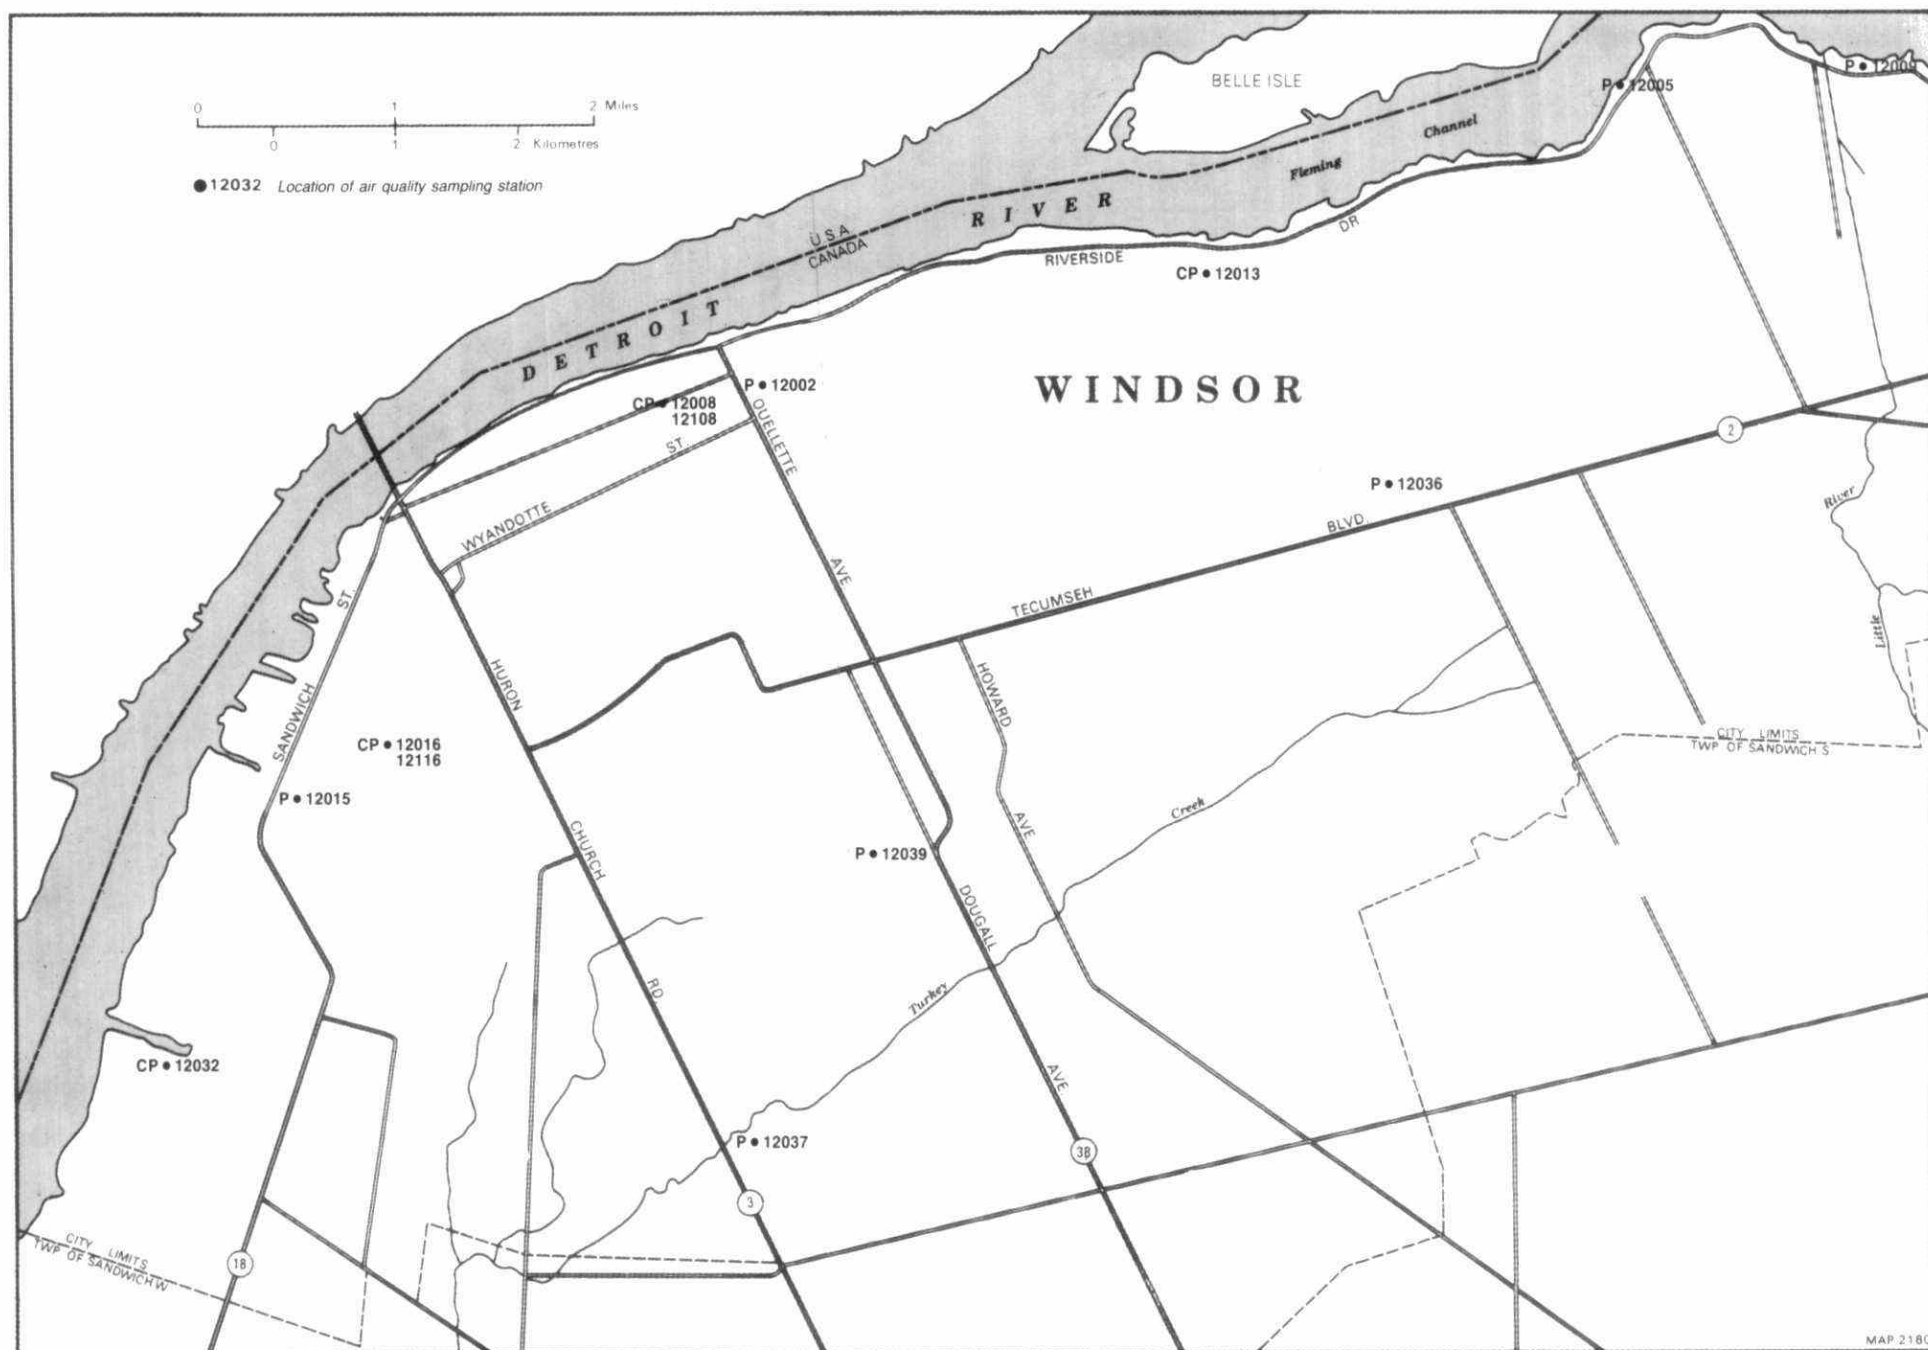 BELLE ISLE
P • 12009
P • 12005
0 1 2 Miles
0 1 2 Kilometres
● 12032 Location of air quality sampling station
Fleming Channel
DETROIT RIVER
U S A
CANADA
RIVERSIDE DR
CP • 12013
WINDSOR
P • 12002
CP • 12008
12108
OUELLETTE AVE.
WYANDOTTE ST.
2
P • 12036
TECUMSEH BLVD.
Little River
SANDWICH ST.
HURON CHURCH RD.
HOWARD AVE.
CITY LIMITS
TWP OF SANDWICH S
CP • 12016
12116
P • 12015
P • 12039
DOUGALL AVE.
Turkey Creek
CP • 12032
P • 12037
3B
3
18
CITY LIMITS
TWP OF SANDWICH W